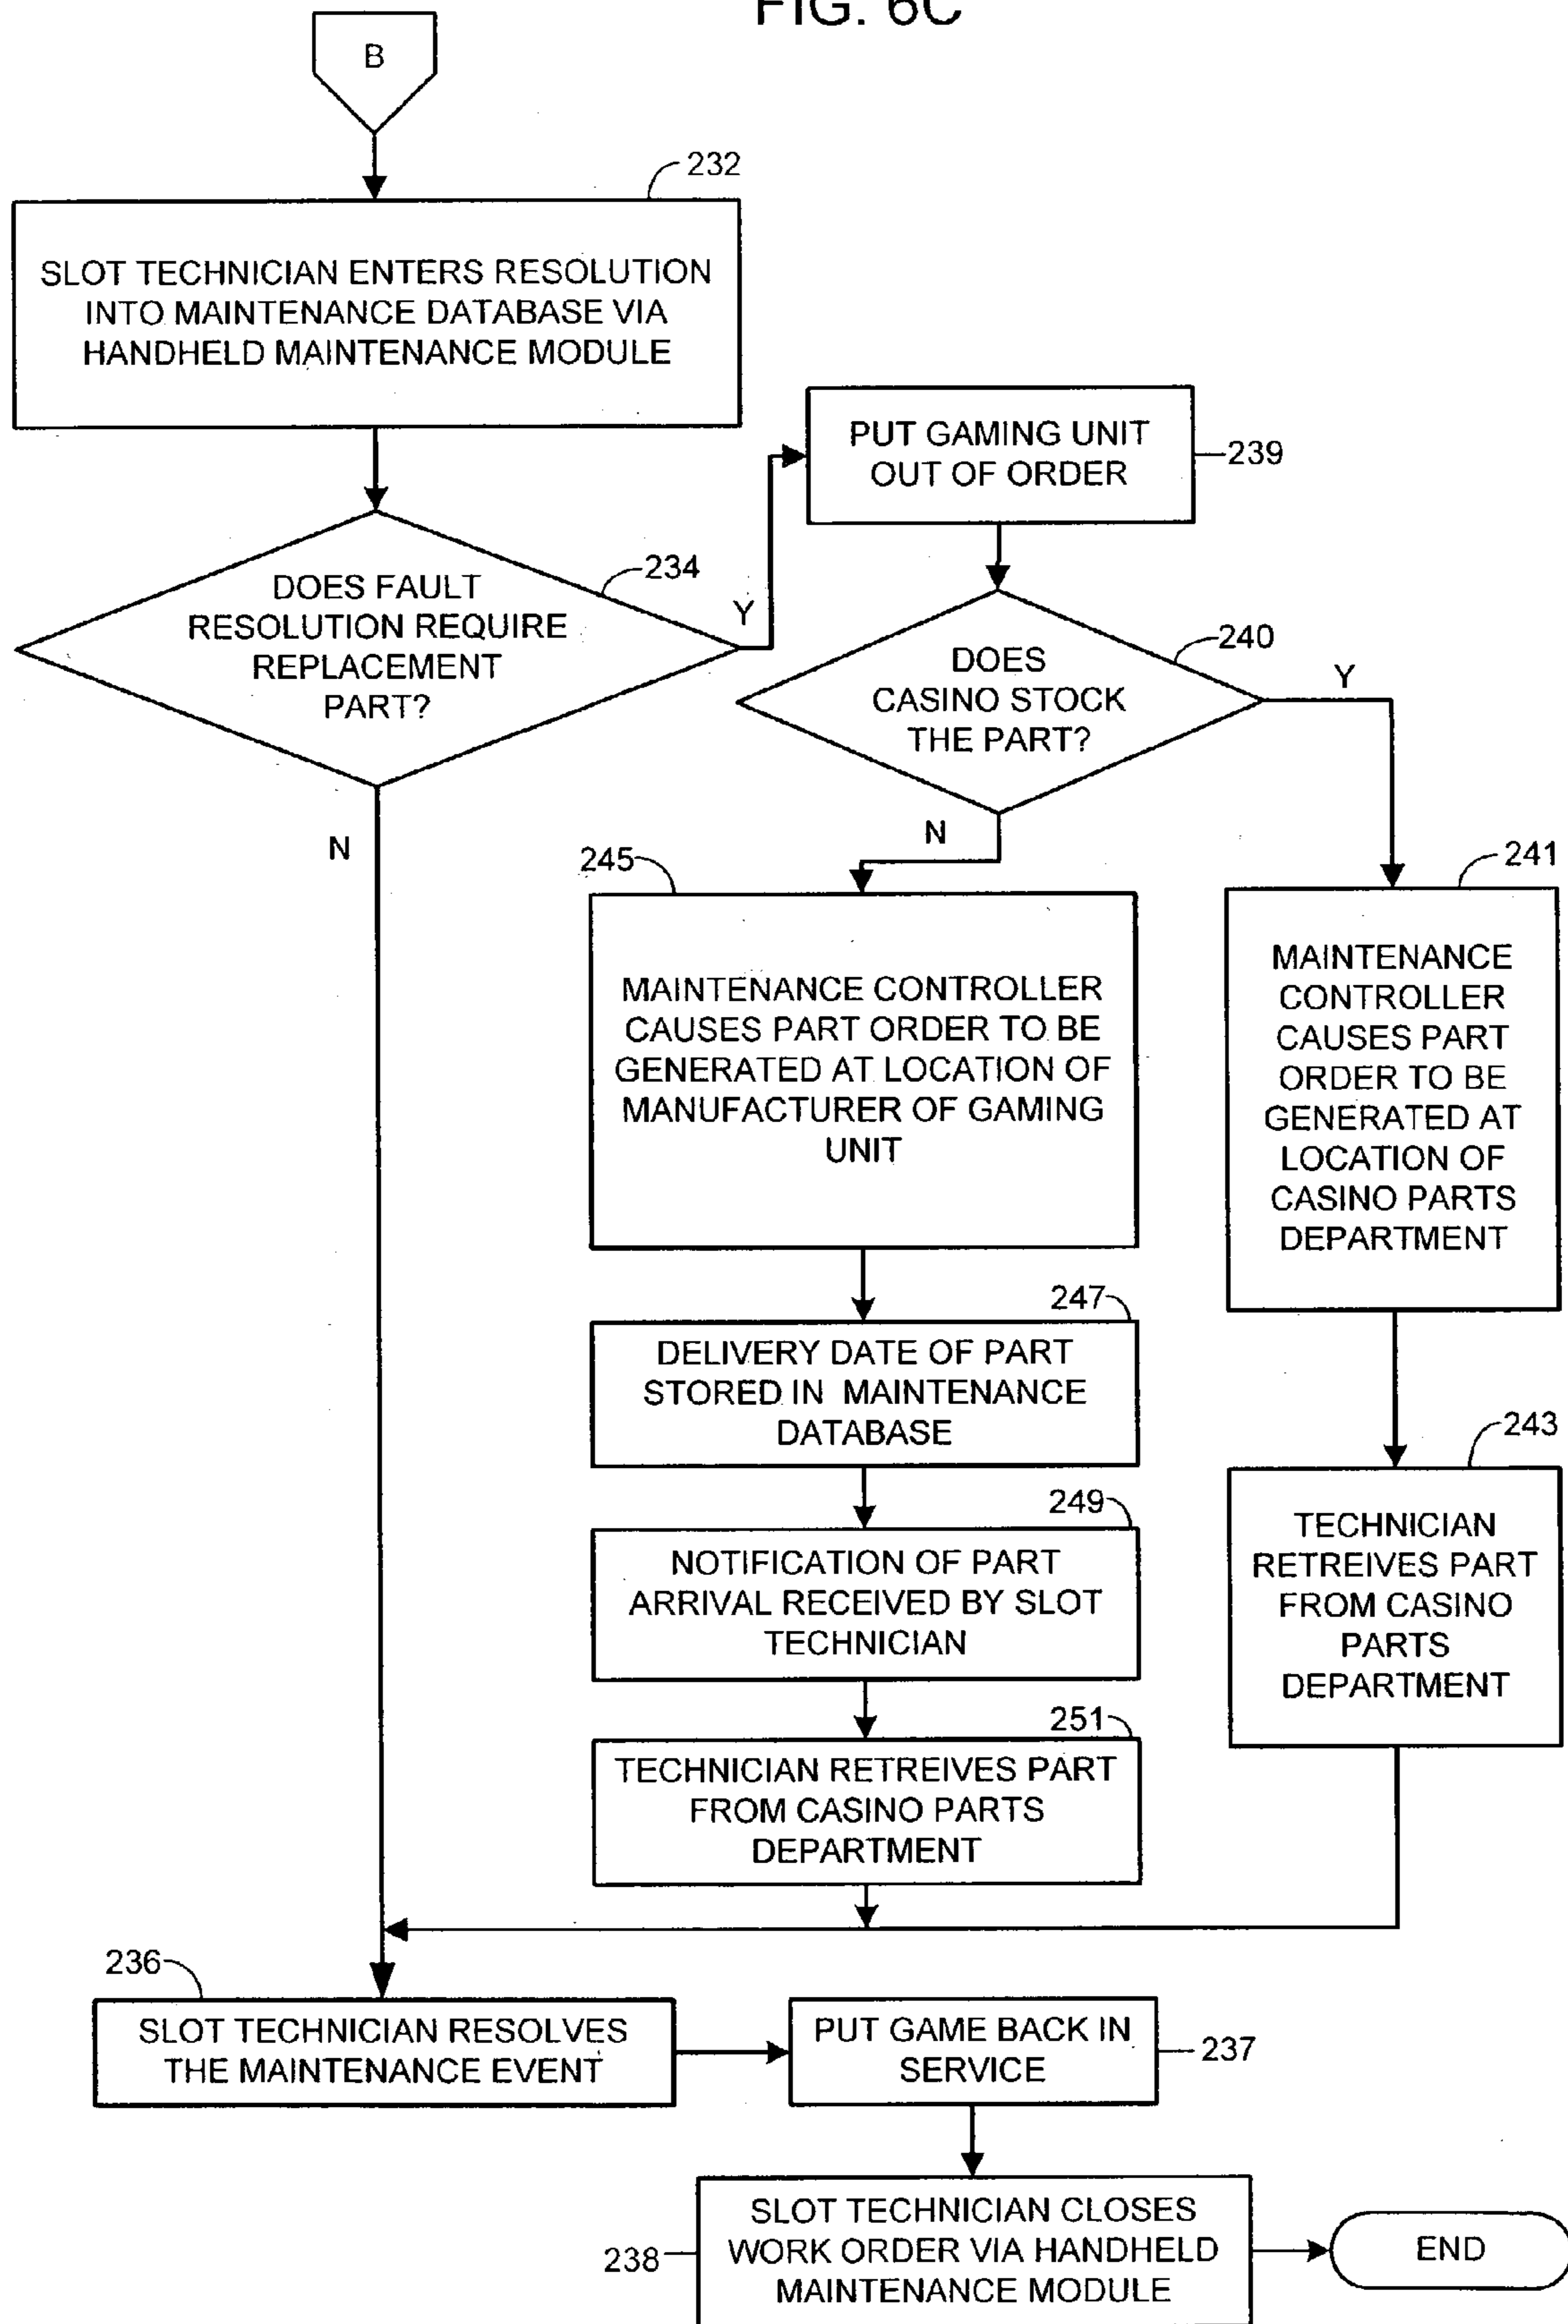 FIG. 6C
B
232
SLOT TECHNICIAN ENTERS RESOLUTION
INTO MAINTENANCE DATABASE VIA
HANDHELD MAINTENANCE MODULE
234
DOES FAULT
RESOLUTION REQUIRE
REPLACEMENT
PART?
Y
N
PUT GAMING UNIT
OUT OF ORDER
239
240
DOES
CASINO STOCK
THE PART?
Y
N
245
MAINTENANCE CONTROLLER
CAUSES PART ORDER TO BE
GENERATED AT LOCATION OF
MANUFACTURER OF GAMING
UNIT
241
MAINTENANCE
CONTROLLER
CAUSES PART
ORDER TO BE
GENERATED AT
LOCATION OF
CASINO PARTS
DEPARTMENT
247
DELIVERY DATE OF PART
STORED IN MAINTENANCE
DATABASE
243
TECHNICIAN
RETREIVES PART
FROM CASINO
PARTS
DEPARTMENT
249
NOTIFICATION OF PART
ARRIVAL RECEIVED BY SLOT
TECHNICIAN
251
TECHNICIAN RETREIVES PART
FROM CASINO PARTS
DEPARTMENT
236
SLOT TECHNICIAN RESOLVES
THE MAINTENANCE EVENT
PUT GAME BACK IN
SERVICE
237
238
SLOT TECHNICIAN CLOSES
WORK ORDER VIA HANDHELD
MAINTENANCE MODULE
END